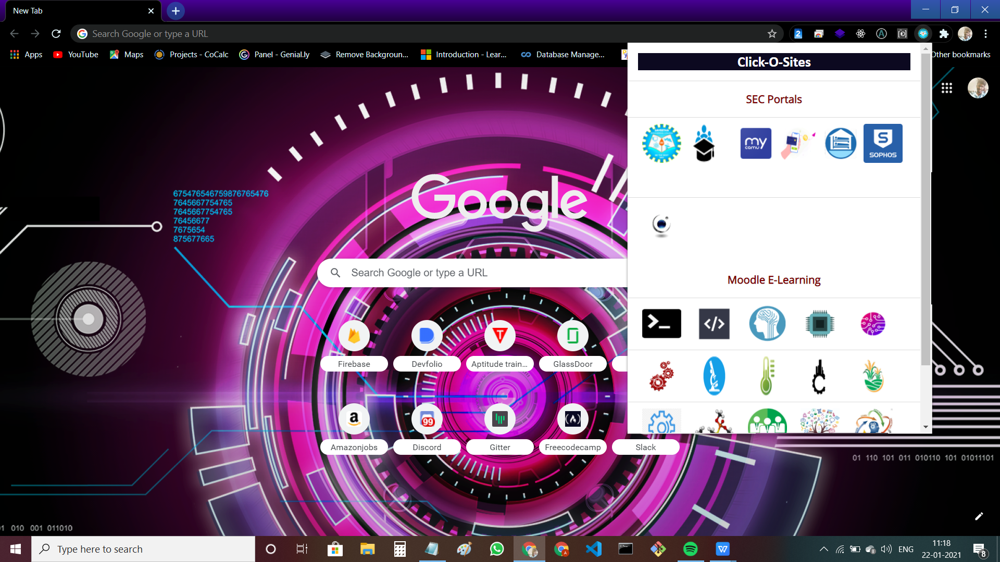 New Tab
Search Google or type a URL
Apps
YouTube
Maps
Projects - CoCalc
Panel - Genial.ly
Remove Backgroun...
Introduction - Lear...
Database Manage...
Other bookmarks
Click-O-Sites
SEC Portals
my
camu
S
SOPHOS
Google
675476546759876765476
7645667754765
7645667754765
76456677
7675654
875677665
Search Google or type a URL
Moodle E-Learning
Firebase
Devfolio
Aptitude train...
GlassDoor
99
Amazonjobs
Discord
Gitter
Freecodecamp
Slack
01 110 101 011 010110 101 01011101
1 010 001 011010
Type here to search
ENG
11:18
22-01-2021
8